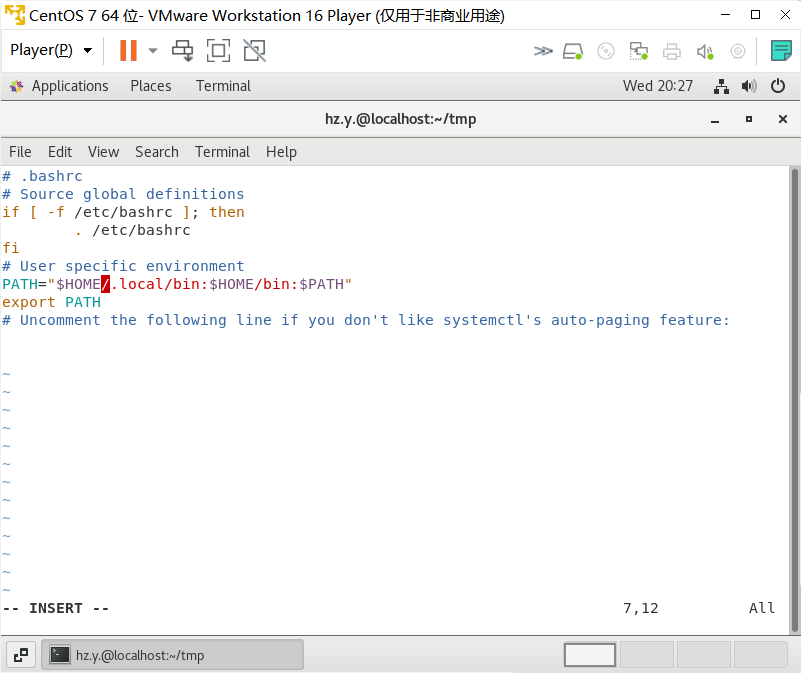 CentOS 7 64 位- VMware Workstation 16 Player (仅用于非商业用途)
Player(P)
Applications Places Terminal Wed 20:27
hz.y.@localhost:~/tmp
File Edit View Search Terminal Help
# .bashrc
# Source global definitions
if [ -f /etc/bashrc ]; then
        . /etc/bashrc
fi
# User specific environment
PATH="$HOME/.local/bin:$HOME/bin:$PATH"
export PATH
# Uncomment the following line if you don't like systemctl's auto-paging feature:
~
~
~
~
~
~
~
~
~
~
~
~
~
-- INSERT -- 7,12 All
hz.y.@localhost:~/tmp